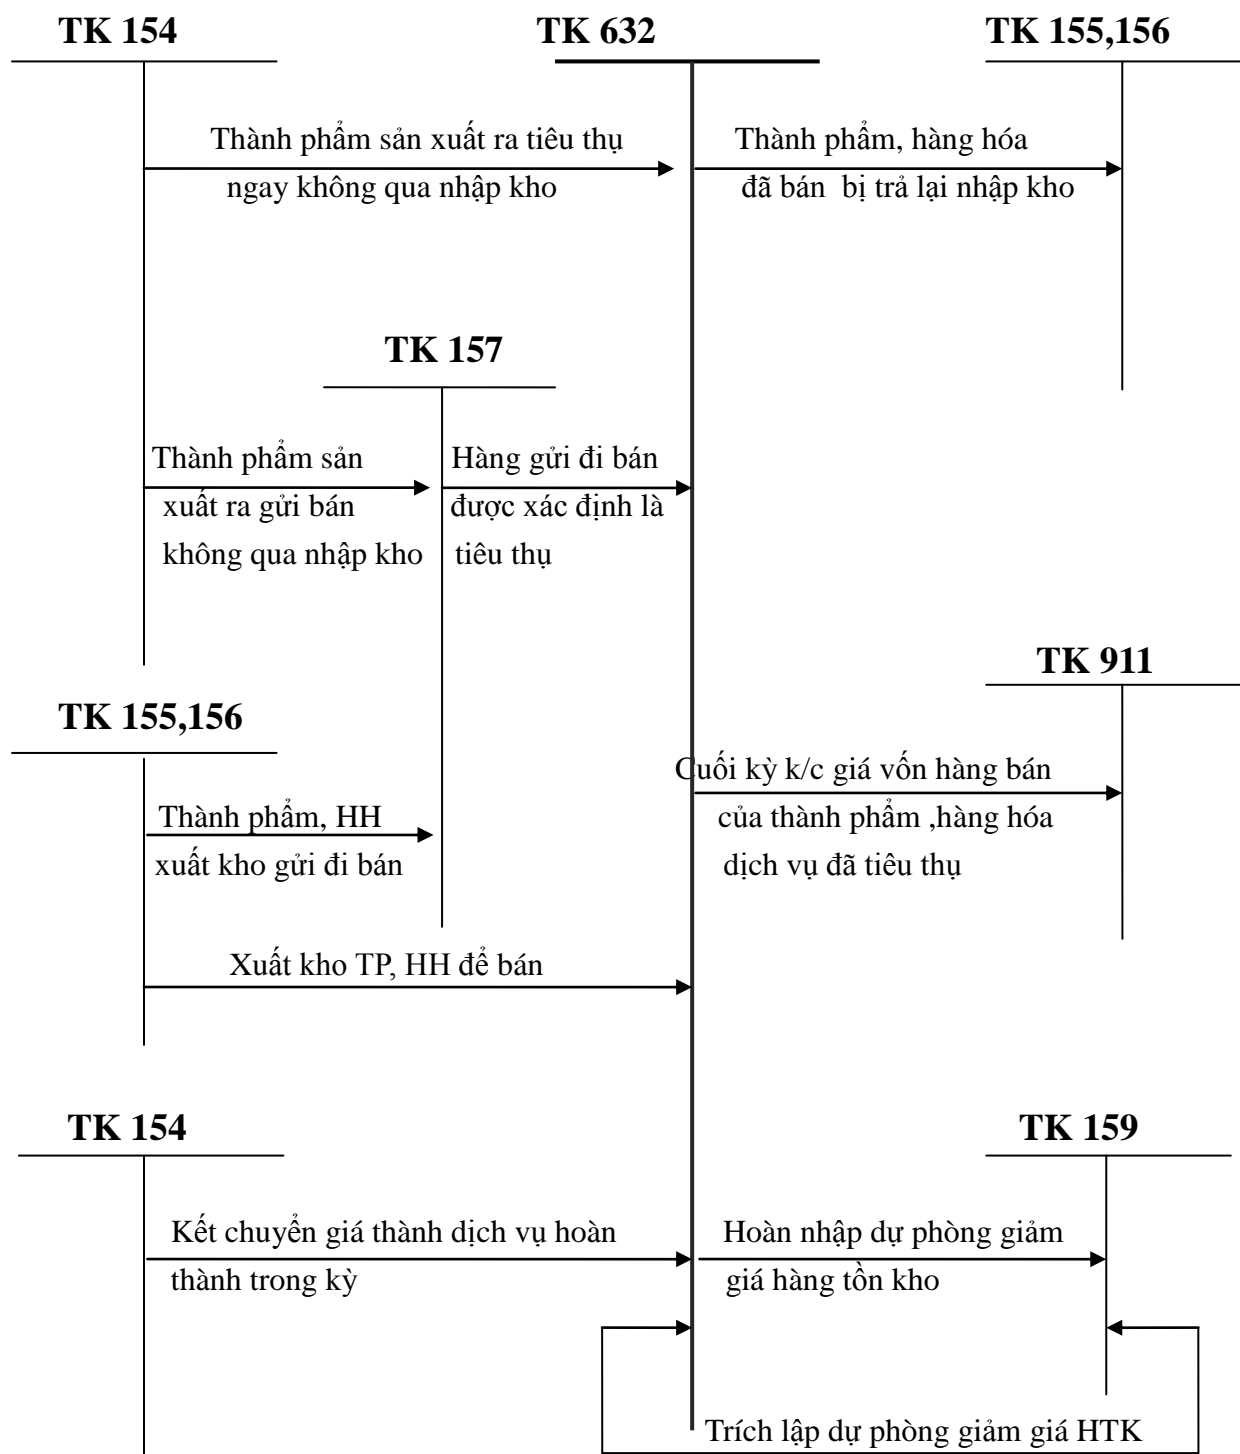 TK 154
TK 632
TK 155,156
Thành phẩm sản xuất ra tiêu thụ
ngay không qua nhập kho
Thành phẩm, hàng hóa
đã bán bị trả lại nhập kho
TK 157
Thành phẩm sản
xuất ra gửi bán
không qua nhập kho
Hàng gửi đi bán
được xác định là
tiêu thụ
TK 911
TK 155,156
Cuối kỳ k/c giá vốn hàng bán
của thành phẩm ,hàng hóa
dịch vụ đã tiêu thụ
Thành phẩm, HH
xuất kho gửi đi bán
Xuất kho TP, HH để bán
TK 154
TK 159
Kết chuyển giá thành dịch vụ hoàn
thành trong kỳ
Hoàn nhập dự phòng giảm
giá hàng tồn kho
Trích lập dự phòng giảm giá HTK